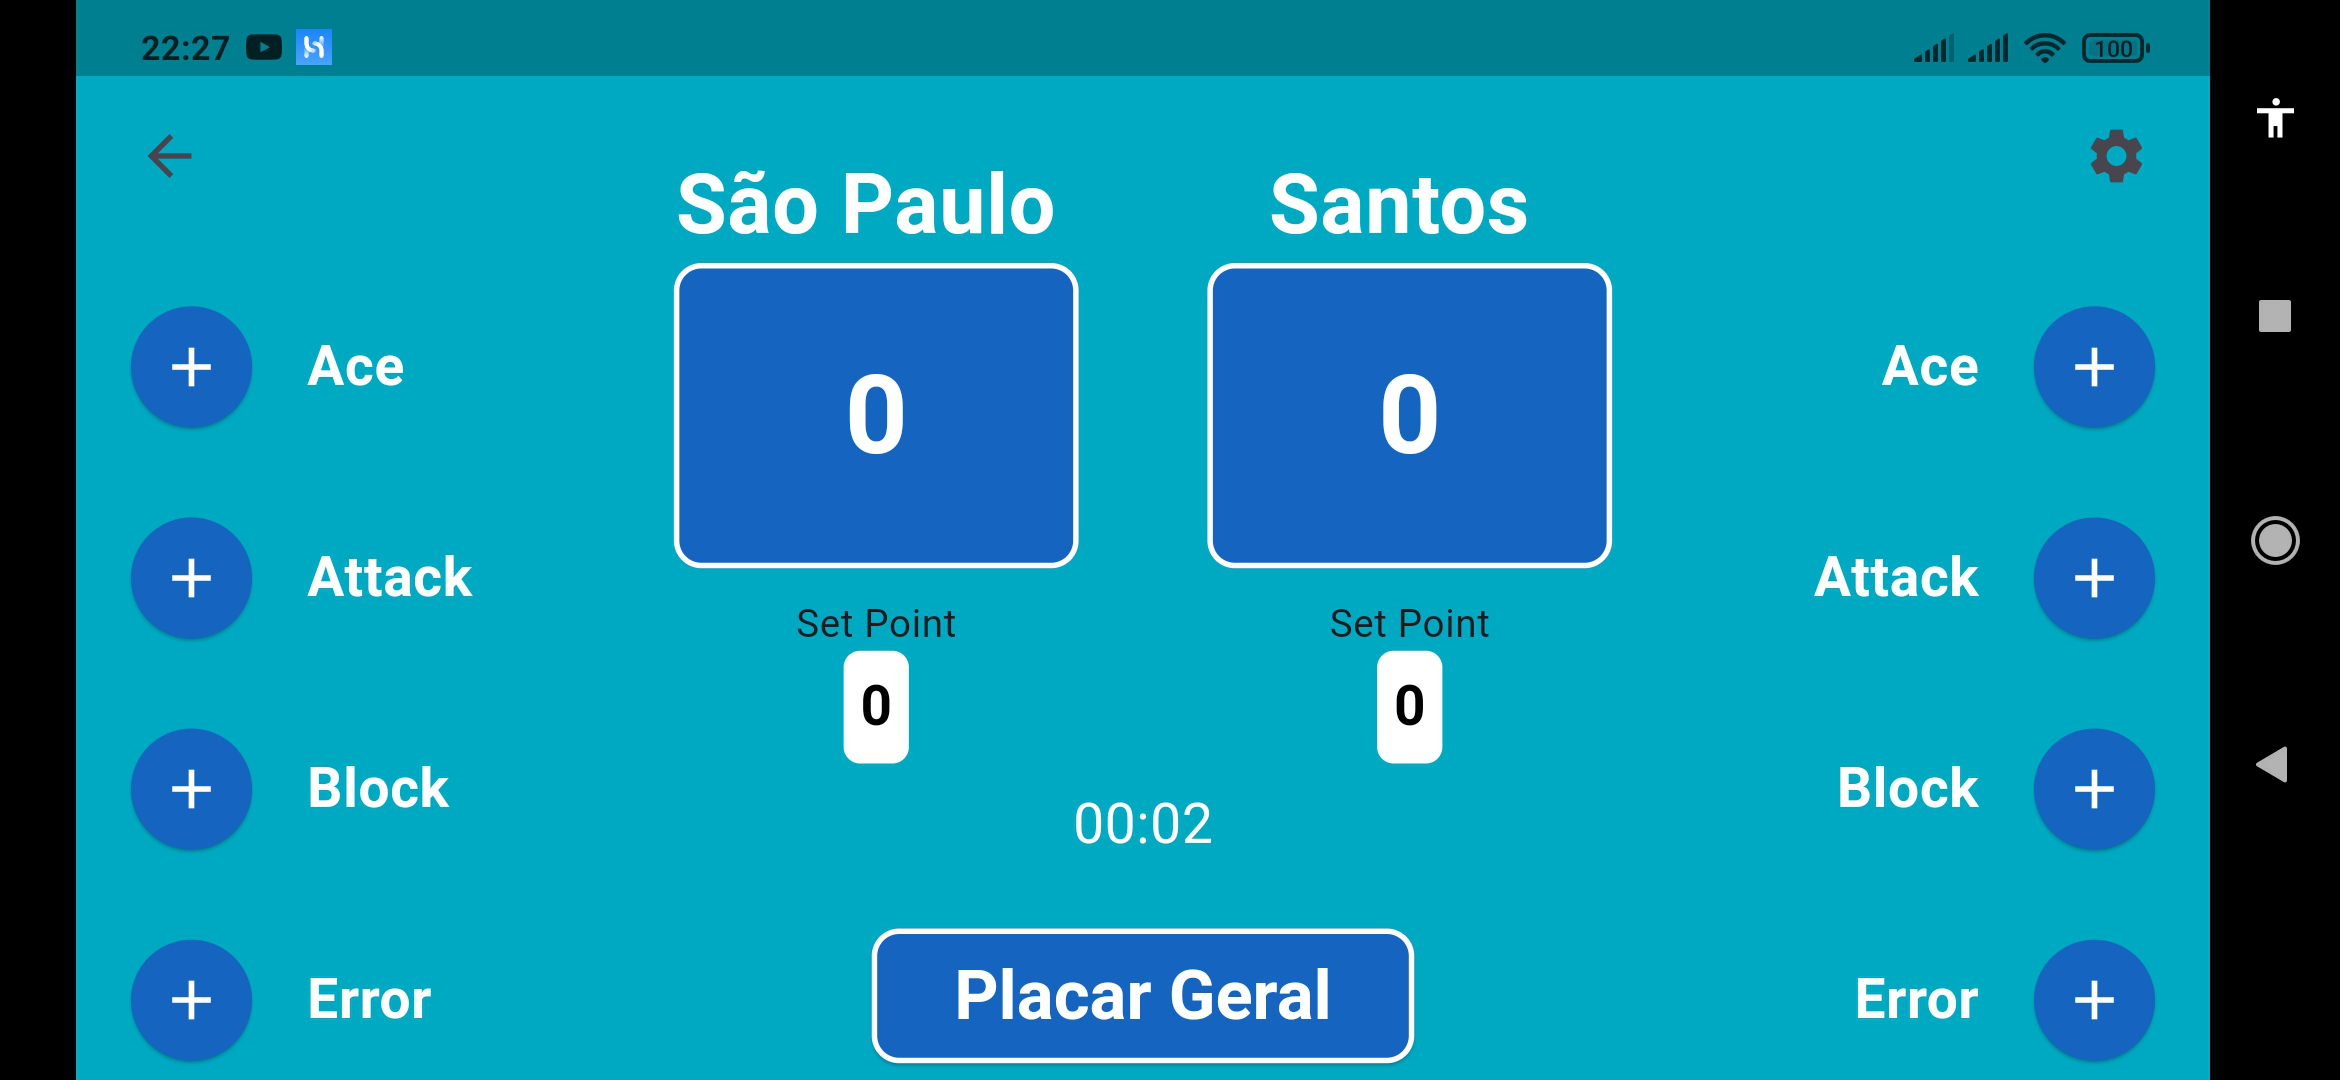 22:27
100
São Paulo
Santos
0
0
Ace
Ace
Attack
Attack
Set Point
Set Point
0
0
Block
Block
00:02
Error
Error
Placar Geral